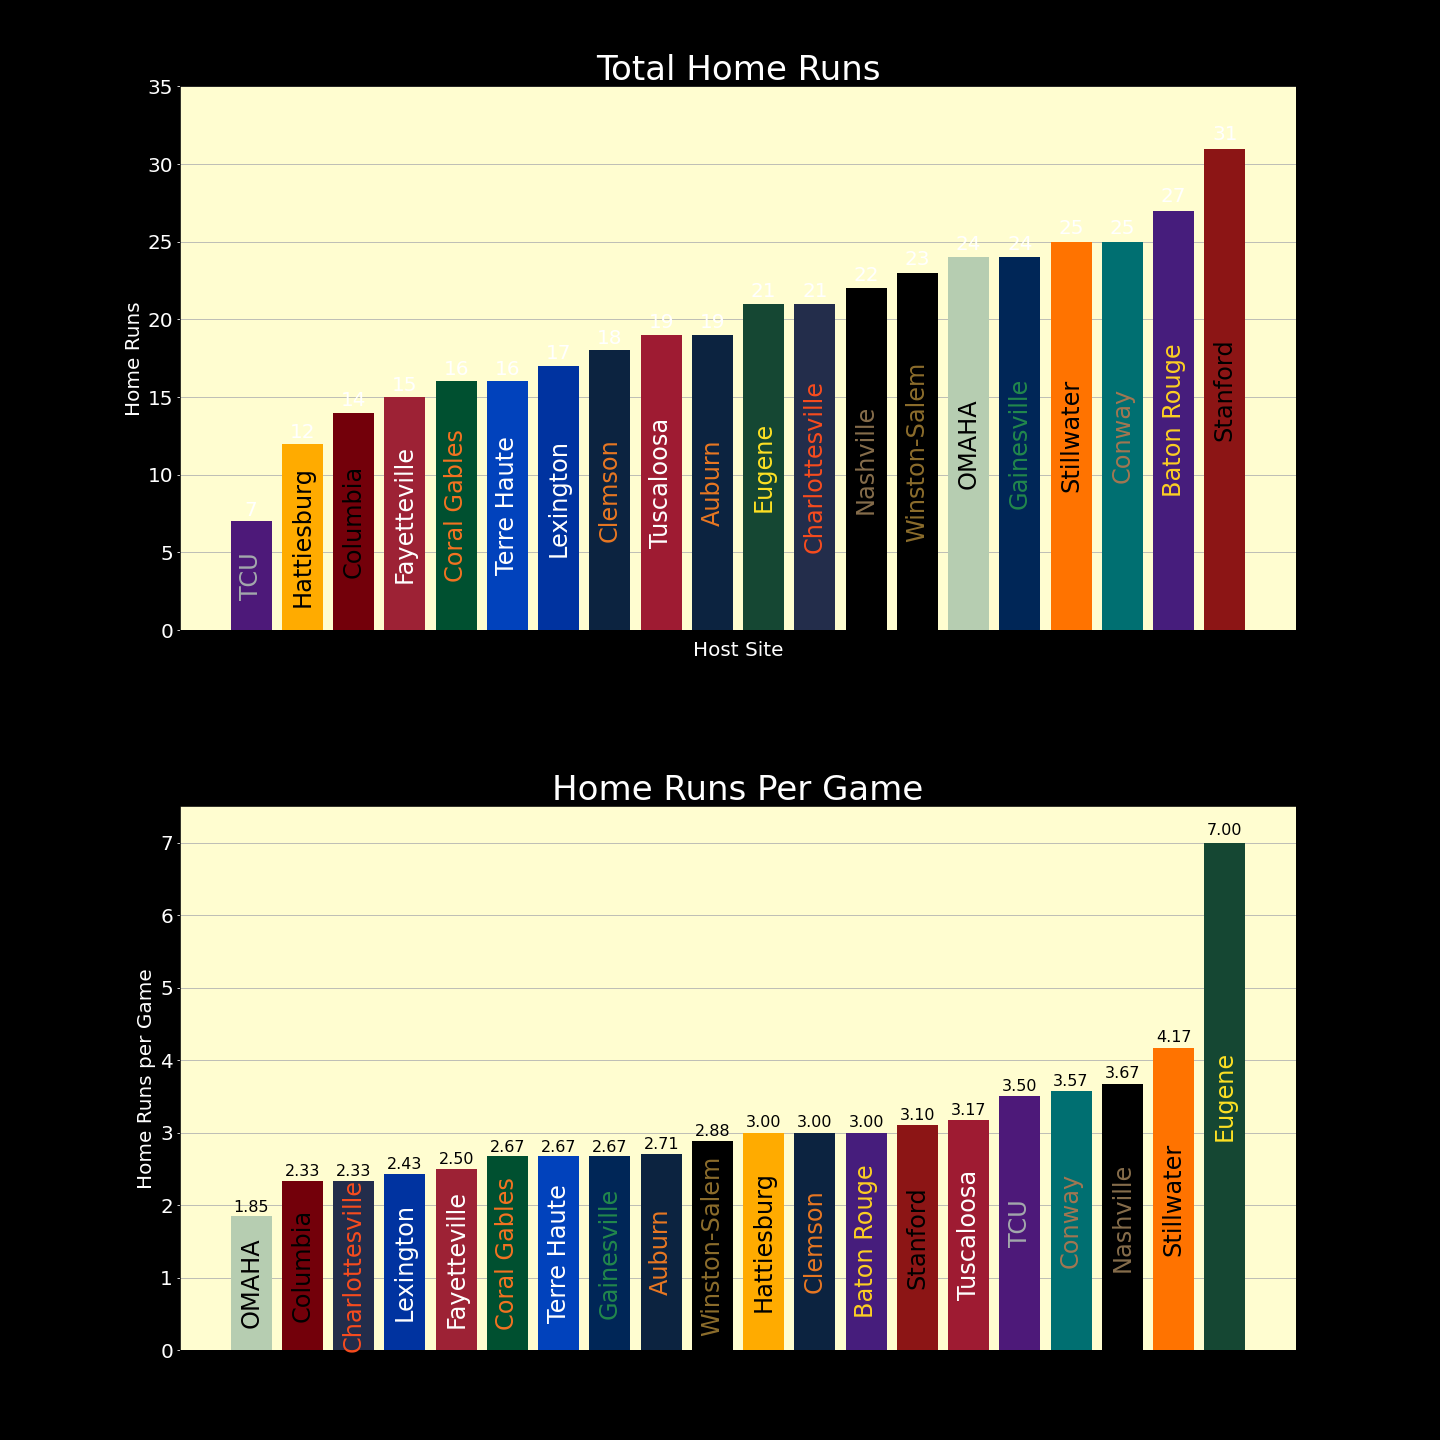 Total Home Runs
35
30
25
20
15
10
5
0
Home Runs
7
12
14
15
16
16
17
18
19
19
21
21
22
23
24
24
25
25
27
31
TCU
Hattiesburg
Columbia
Fayetteville
Coral Gables
Terre Haute
Lexington
Clemson
Tuscaloosa
Auburn
Eugene
Charlottesville
Nashville
Winston-Salem
OMAHA
Gainesville
Stillwater
Conway
Baton Rouge
Stanford
Host Site
Home Runs Per Game
7
6
5
4
3
2
1
0
Home Runs per Game
1.85
2.33
2.33
2.43
2.50
2.67
2.67
2.67
2.71
2.88
3.00
3.00
3.00
3.10
3.17
3.50
3.57
3.67
4.17
7.00
OMAHA
Columbia
Charlottesville
Lexington
Fayetteville
Coral Gables
Terre Haute
Gainesville
Auburn
Winston-Salem
Hattiesburg
Clemson
Baton Rouge
Stanford
Tuscaloosa
TCU
Conway
Nashville
Stillwater
Eugene